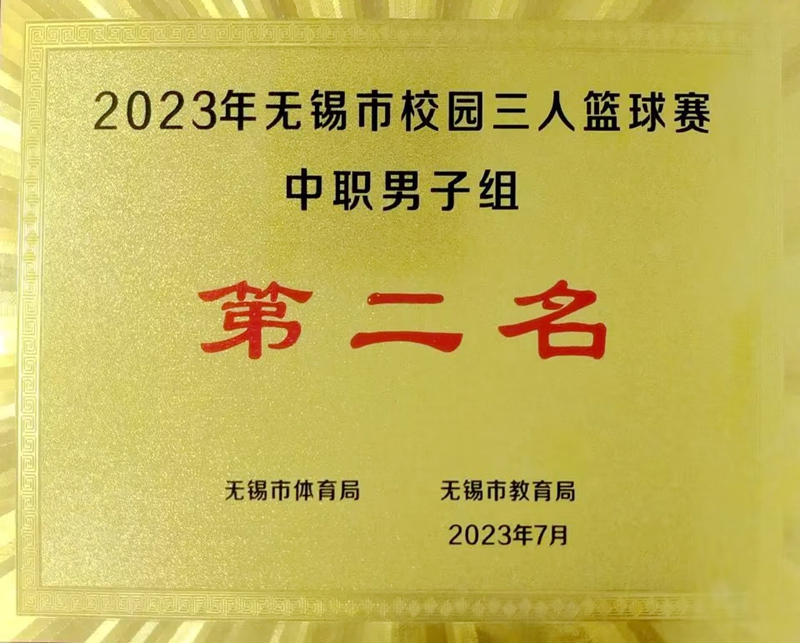 2023年无锡市校园三人篮球赛
中职男子组
第二名
无锡市体育局 无锡市教育局
2023年7月